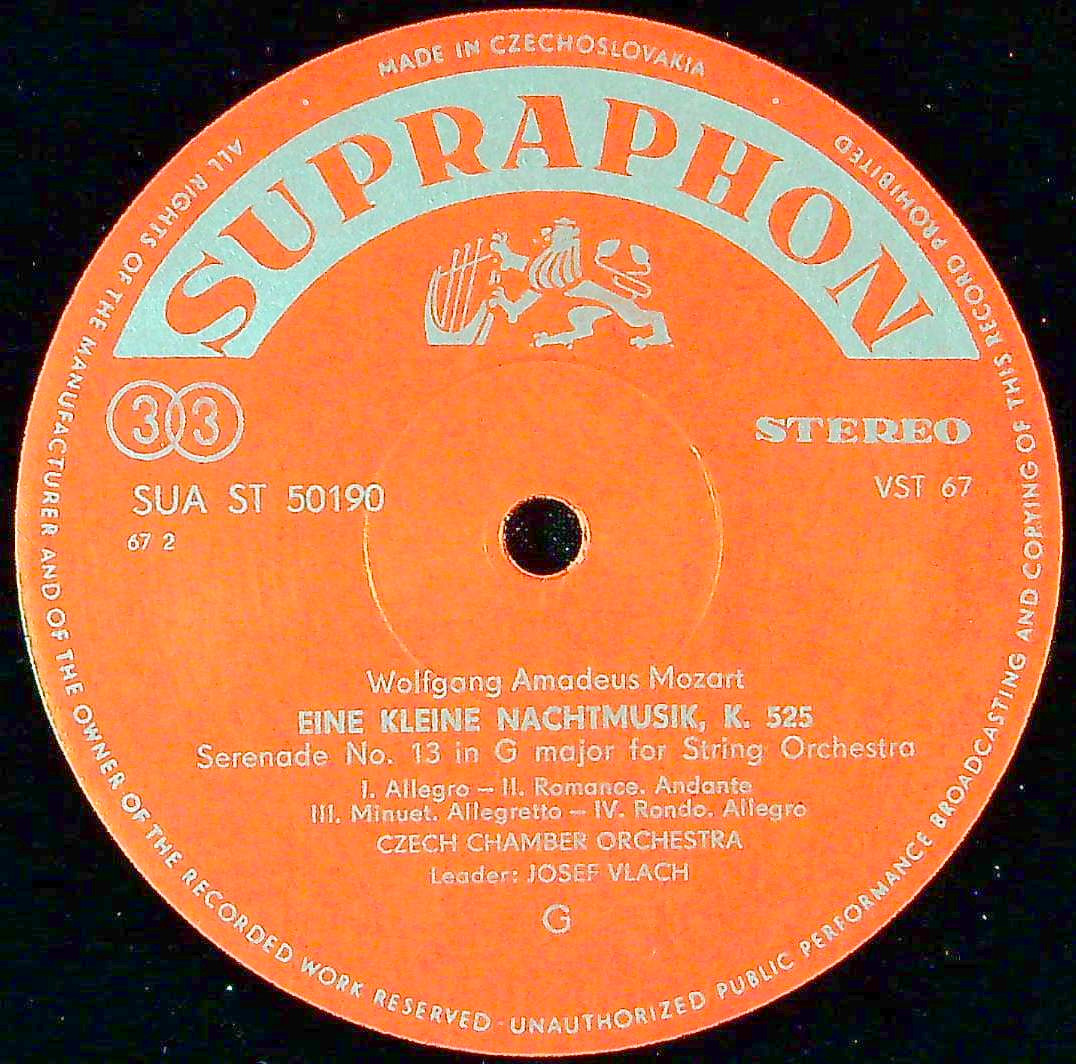 MADE IN CZECHOSLOVAKIA
SUPRAPHON
33
STEREO
SUA ST 50190
VST 67
67 2
Wolfgang Amadeus Mozart
EINE KLEINE NACHTMUSIK, K. 525
Serenade No. 13 in G major for String Orchestra
I. Allegro – II. Romance. Andante
III. Minuet. Allegretto – IV. Rondo. Allegro
CZECH CHAMBER ORCHESTRA
Leader: JOSEF VLACH
G
ALL RIGHTS OF THE MANUFACTURER AND OF THE OWNER OF THE RECORDED WORK RESERVED · UNAUTHORIZED PUBLIC PERFORMANCE BROADCASTING AND COPYING OF THIS RECORD PROHIBITED